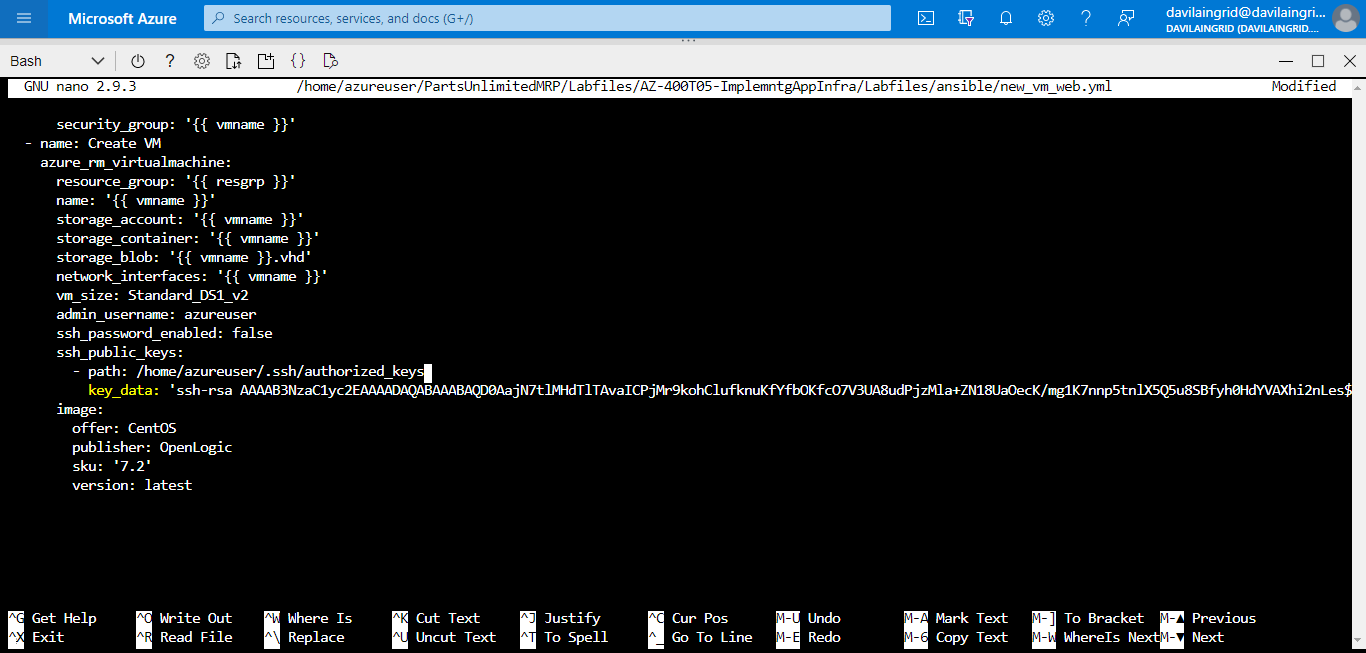 Microsoft Azure
Search resources, services, and docs (G+/)
davilaingrid@davilaingri...
DAVILAINGRID (DAVILAINGRID....
Bash
GNU nano 2.9.3 /home/azureuser/PartsUnlimitedMRP/Labfiles/AZ-400T05-ImplemntgAppInfra/Labfiles/ansible/new_vm_web.yml Modified
security_group: '{{ vmname }}'
- name: Create VM
azure_rm_virtualmachine:
resource_group: '{{ resgrp }}'
name: '{{ vmname }}'
storage_account: '{{ vmname }}'
storage_container: '{{ vmname }}'
storage_blob: '{{ vmname }}.vhd'
network_interfaces: '{{ vmname }}'
vm_size: Standard_DS1_v2
admin_username: azureuser
ssh_password_enabled: false
ssh_public_keys:
- path: /home/azureuser/.ssh/authorized_keys
key_data: 'ssh-rsa AAAAB3NzaC1yc2EAAAADAQABAAABAQD0AajN7tlMHdTlTAvaICPjMr9kohClufknuKfYfbOKfcO7V3UA8udPjzMla+ZN18UaOecK/mg1K7nnp5tnlX5Q5u8SBfyh0HdYVAXhi2nLes$
image:
offer: CentOS
publisher: OpenLogic
sku: '7.2'
version: latest
^G Get Help ^O Write Out ^W Where Is ^K Cut Text ^J Justify ^C Cur Pos M-U Undo M-A Mark Text M-] To Bracket M-▲ Previous
^X Exit ^R Read File ^\ Replace ^U Uncut Text ^T To Spell ^_ Go To Line M-E Redo M-6 Copy Text M-W WhereIs Next M-▼ Next